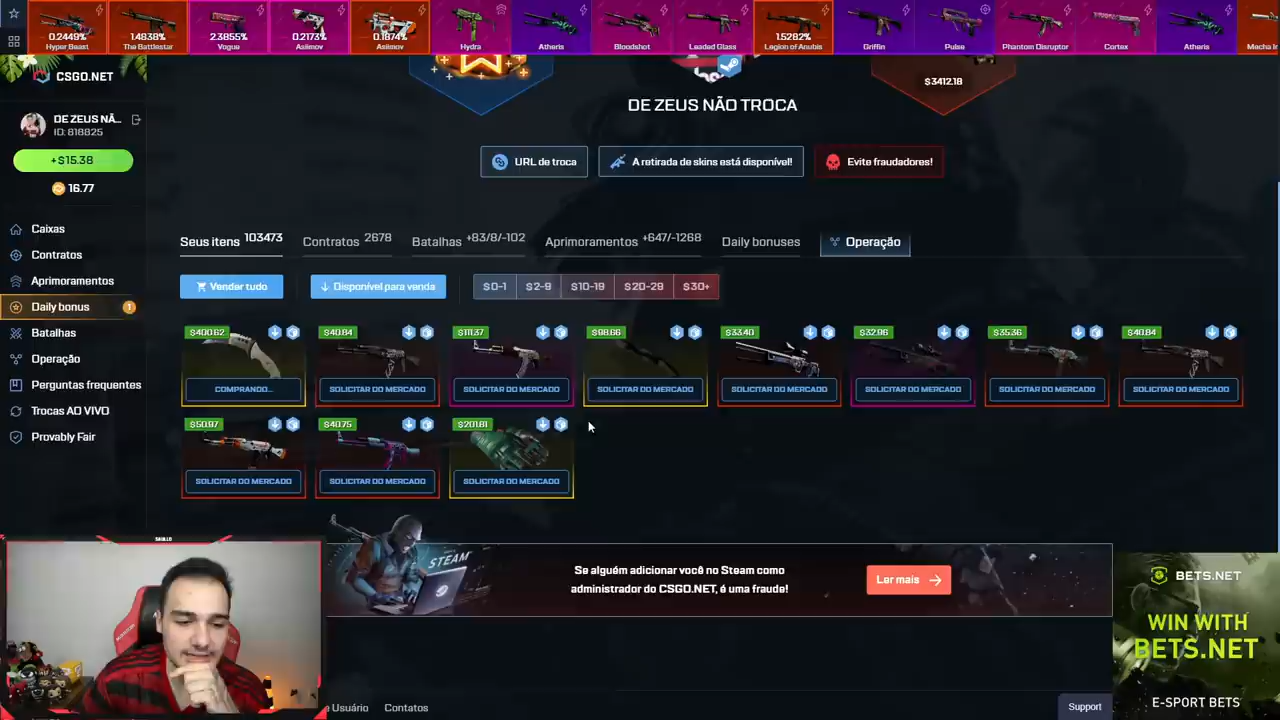 0.2449%
Hyper Beast
1.4838%
The Battlestar
2.3855%
Vogue
0.2173%
Asiimov
0.1874%
Asiimov
Hydra
Atheris
Bloodshot
Leaded Glass
1.5282%
Legion of Anubis
Griffin
Pulse
Phantom Disruptor
Cortex
Atheris
Mecha In
CSGO.NET
DE ZEUS NÃ...
ID: 618825
+$15.38
16.77
Caixas
Contratos
Aprimoramentos
Daily bonus 1
Batalhas
Operação
Perguntas frequentes
Trocas AO VIVO
Provably Fair
$3412.18
DE ZEUS NÃO TROCA
URL de troca
A retirada de skins está disponível!
Evite fraudadores!
Seus itens 103473
Contratos 2678
Batalhas +83/8/-102
Aprimoramentos +647/-1268
Daily bonuses
Operação
Vender tudo
Disponível para venda
$0-1 $2-9 $10-19 $20-29 $30+
$400.62 $40.84 $111.37 $98.66 $33.40 $32.96 $35.36 $40.84
COMPRANDO... SOLICITAR DO MERCADO SOLICITAR DO MERCADO SOLICITAR DO MERCADO SOLICITAR DO MERCADO SOLICITAR DO MERCADO SOLICITAR DO MERCADO SOLICITAR DO MERCADO
$50.97 $40.75 $201.81
SOLICITAR DO MERCADO SOLICITAR DO MERCADO SOLICITAR DO MERCADO
STEAM
Se alguém adicionar você no Steam como
administrador do CSGO.NET, é uma fraude!
Ler mais
BETS.NET
WIN WITH
BETS.NET
E-SPORT BETS
e Usuário
Contatos
Support